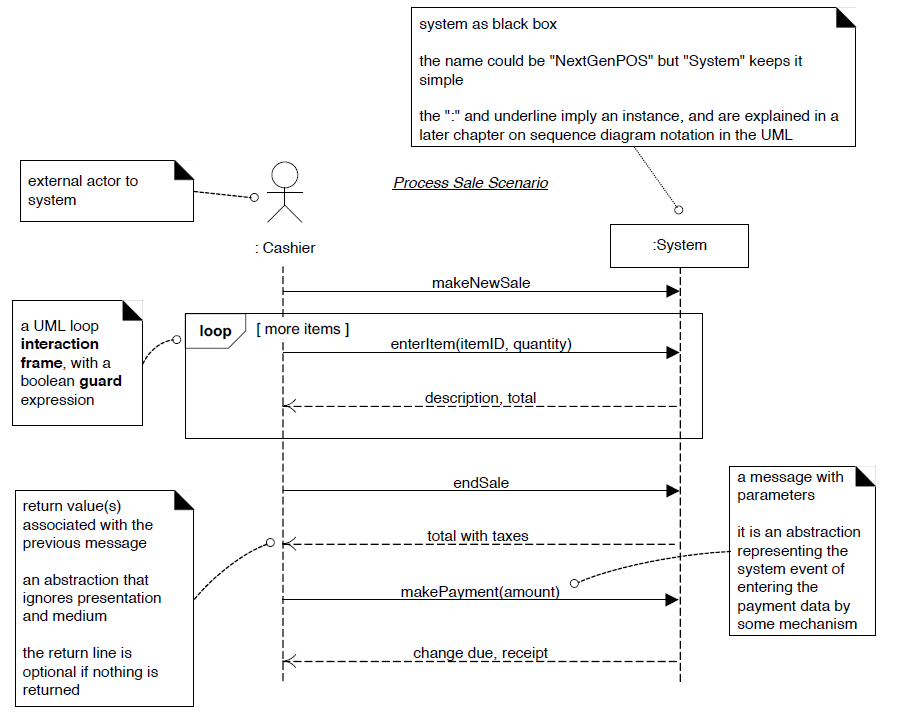 system as black box
the name could be "NextGenPOS" but "System" keeps it
simple
the ":" and underline imply an instance, and are explained in a
later chapter on sequence diagram notation in the UML
external actor to
system
Process Sale Scenario
: Cashier
:System
makeNewSale
a UML loop
interaction
frame, with a
boolean guard
expression
loop
[ more items ]
enterItem(itemID, quantity)
description, total
endSale
a message with
parameters
it is an abstraction
representing the
system event of
entering the
payment data by
some mechanism
return value(s)
associated with the
previous message
an abstraction that
ignores presentation
and medium
the return line is
optional if nothing is
returned
total with taxes
makePayment(amount)
change due, receipt